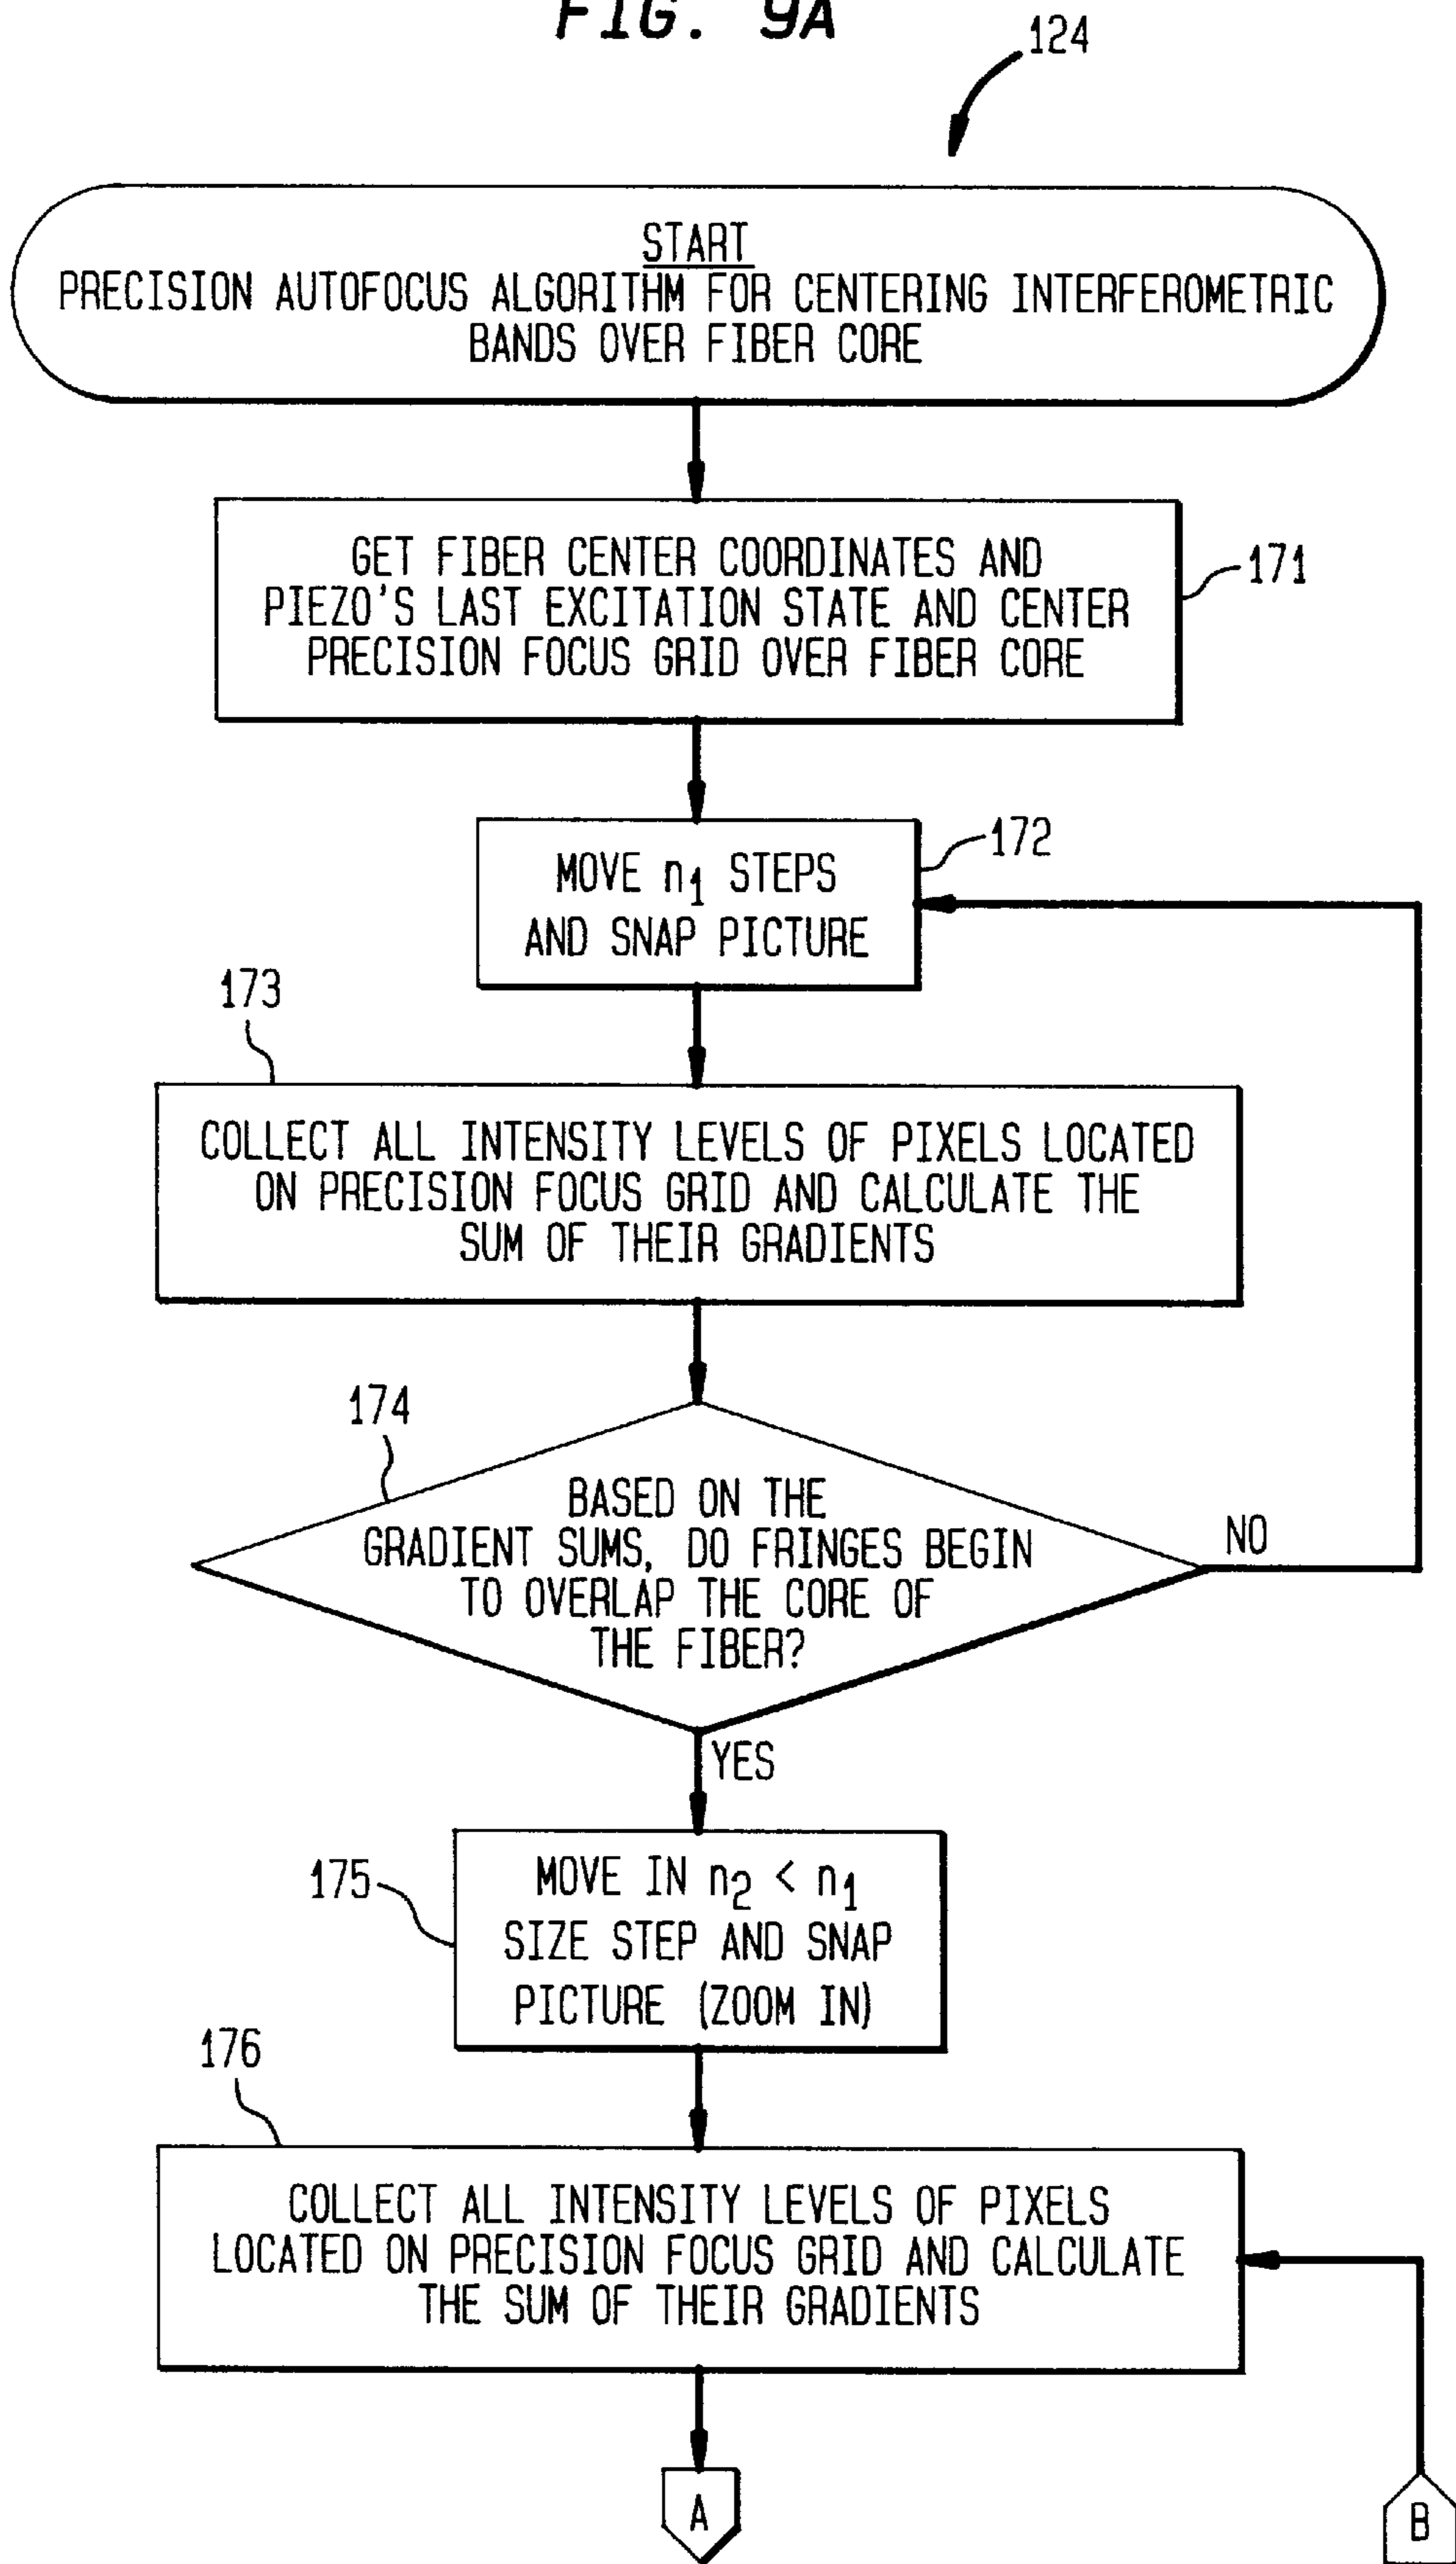 FIG. 9A
124
START
PRECISION AUTOFOCUS ALGORITHM FOR CENTERING INTERFEROMETRIC
BANDS OVER FIBER CORE
GET FIBER CENTER COORDINATES AND
PIEZO'S LAST EXCITATION STATE AND CENTER
PRECISION FOCUS GRID OVER FIBER CORE
171
MOVE n1 STEPS
AND SNAP PICTURE
172
173
COLLECT ALL INTENSITY LEVELS OF PIXELS LOCATED
ON PRECISION FOCUS GRID AND CALCULATE THE
SUM OF THEIR GRADIENTS
174
BASED ON THE
GRADIENT SUMS, DO FRINGES BEGIN
TO OVERLAP THE CORE OF
THE FIBER?
NO
YES
175
MOVE IN n2 < n1
SIZE STEP AND SNAP
PICTURE (ZOOM IN)
176
COLLECT ALL INTENSITY LEVELS OF PIXELS
LOCATED ON PRECISION FOCUS GRID AND CALCULATE
THE SUM OF THEIR GRADIENTS
A
B